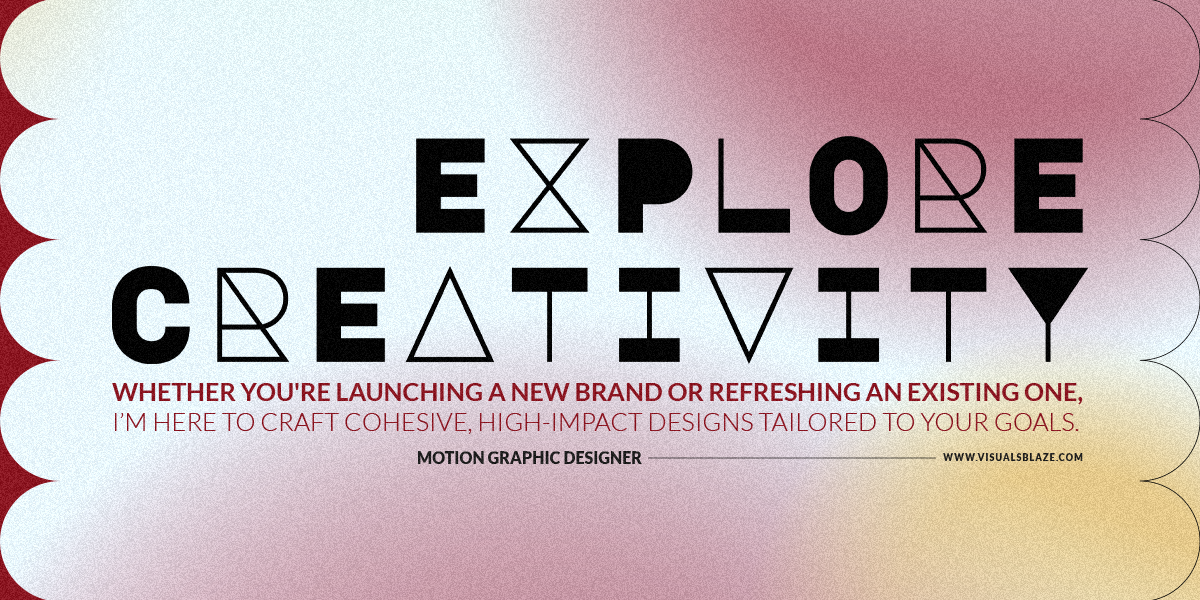 EXPLORE
CREATIVITY
WHETHER YOU'RE LAUNCHING A NEW BRAND OR REFRESHING AN EXISTING ONE,
I’M HERE TO CRAFT COHESIVE, HIGH-IMPACT DESIGNS TAILORED TO YOUR GOALS.
MOTION GRAPHIC DESIGNER WWW.VISUALSBLAZE.COM